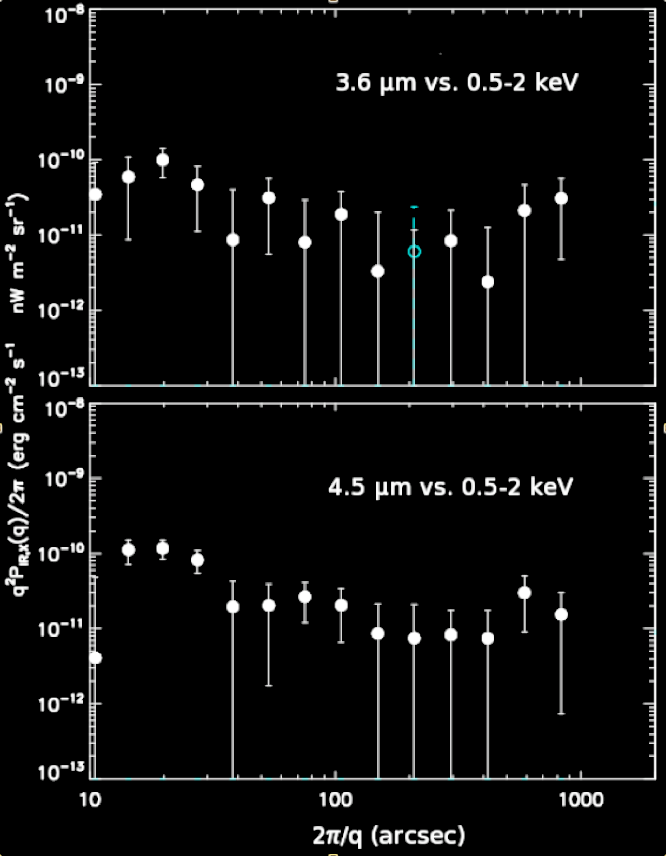 10⁻⁸
10⁻⁹
10⁻¹⁰
10⁻¹¹
10⁻¹²
10⁻¹³
3.6 μm vs. 0.5-2 keV
q²P_IR,X(q)/2π (erg cm⁻² s⁻¹ nW m⁻² sr⁻¹)
10⁻⁸
10⁻⁹
10⁻¹⁰
10⁻¹¹
10⁻¹²
10⁻¹³
4.5 μm vs. 0.5-2 keV
10 100 1000
2π/q (arcsec)